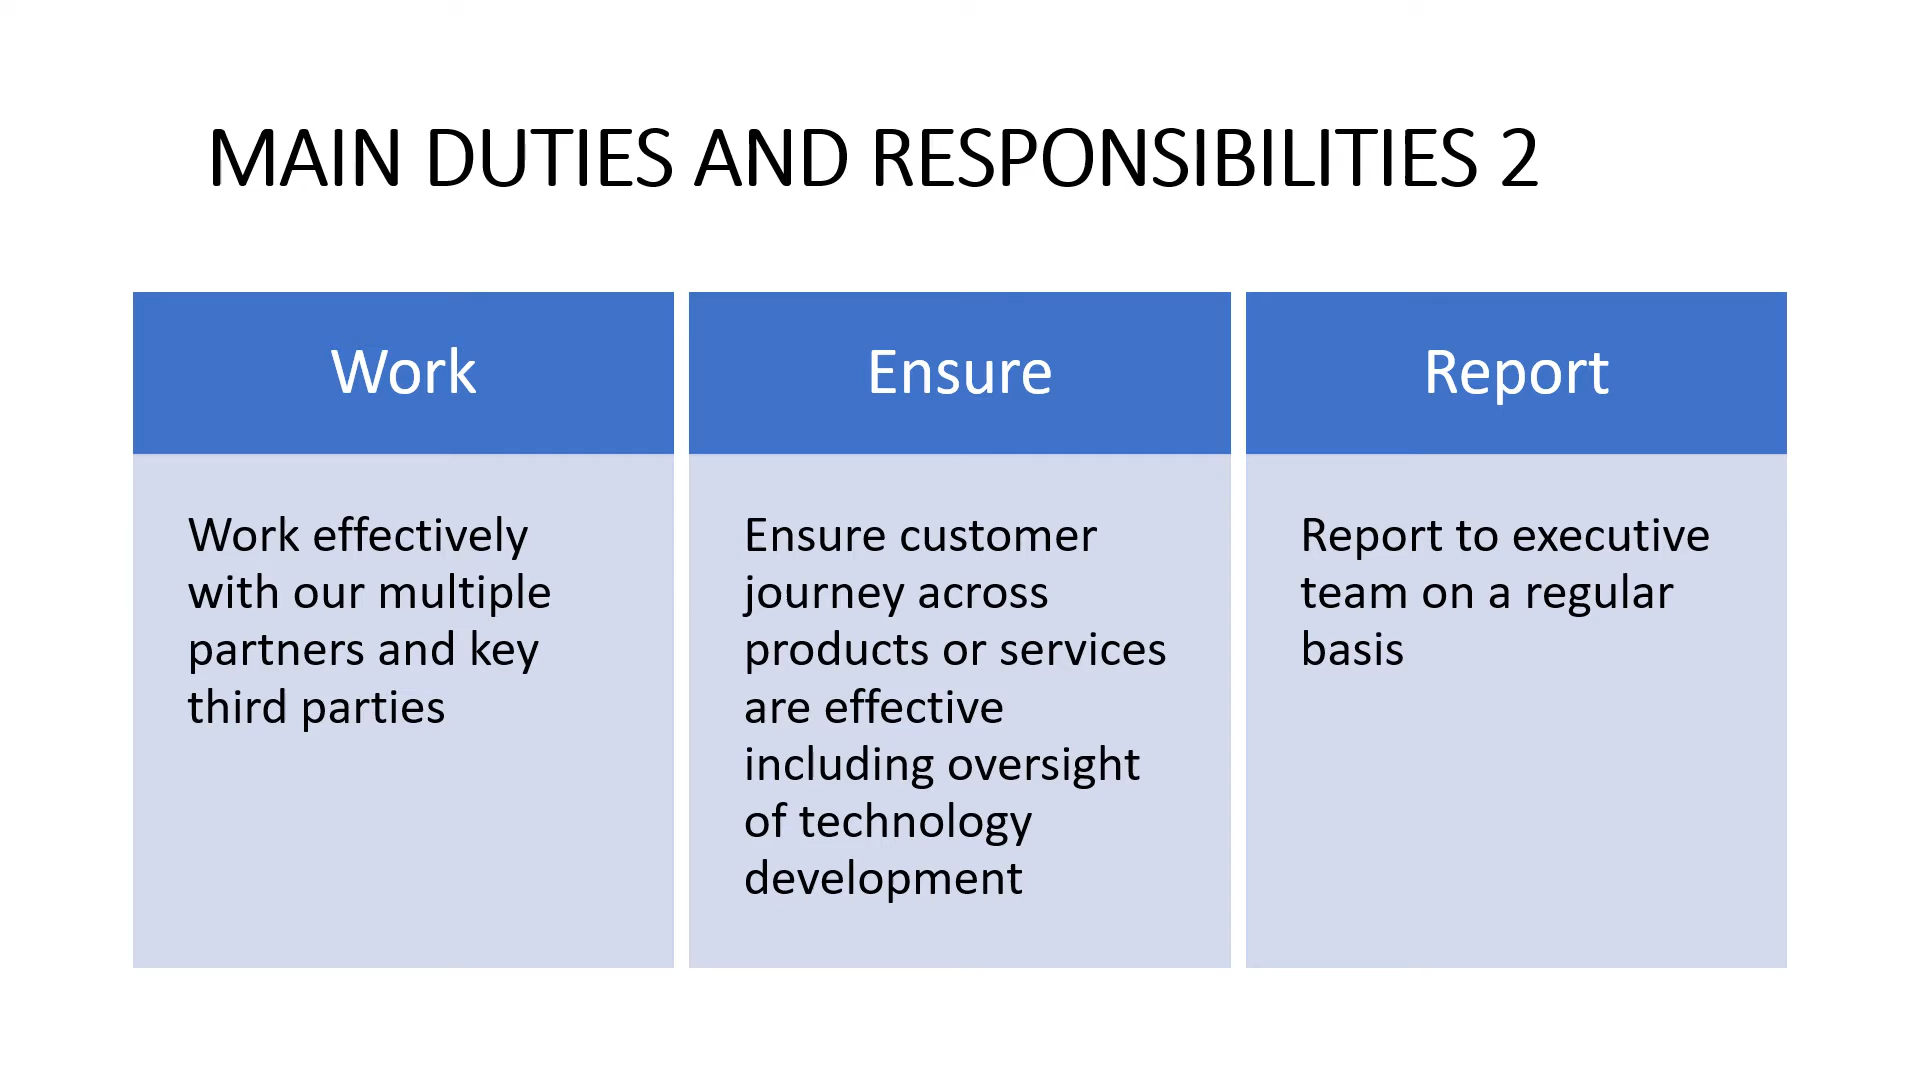 MAIN DUTIES AND RESPONSIBILITIES 2
Work
Work effectively
with our multiple
partners and key
third parties
Ensure
Ensure customer
journey across
products or services
are effective
including oversight
of technology
development
Report
Report to executive
team on a regular
basis